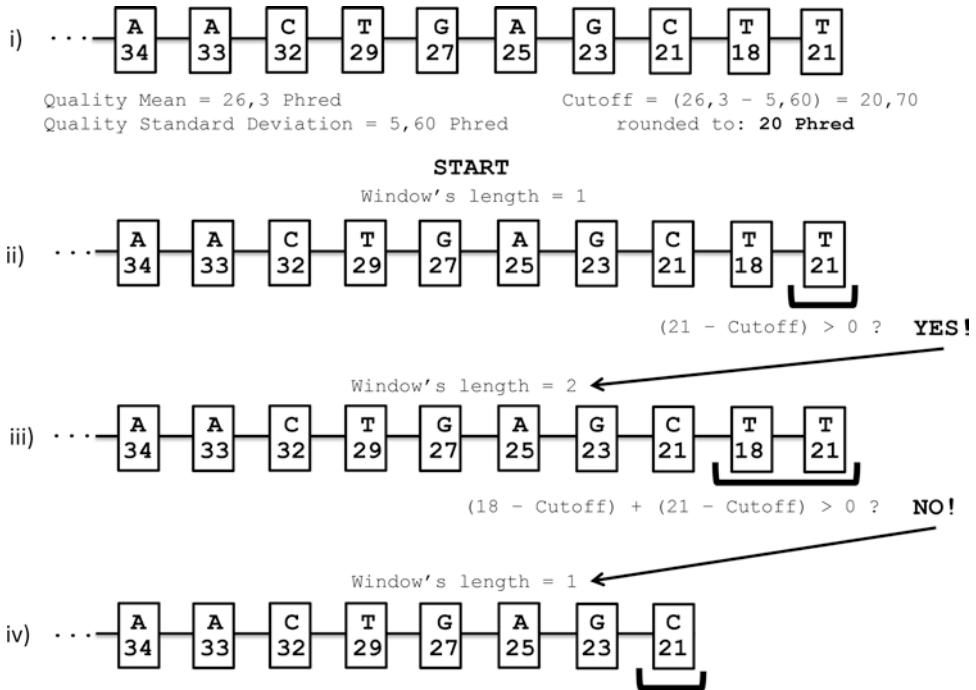 i) ··· A A C T G A G C T T
34 33 32 29 27 25 23 21 18 21
Quality Mean = 26,3 Phred
Quality Standard Deviation = 5,60 Phred
Cutoff = (26,3 – 5,60) = 20,70
rounded to: 20 Phred
START
Window's length = 1
ii) ··· A A C T G A G C T T
34 33 32 29 27 25 23 21 18 21
(21 – Cutoff) > 0 ? YES!
Window's length = 2
iii) ··· A A C T G A G C T T
34 33 32 29 27 25 23 21 18 21
(18 – Cutoff) + (21 – Cutoff) > 0 ? NO!
Window's length = 1
iv) ··· A A C T G A G C
34 33 32 29 27 25 23 21